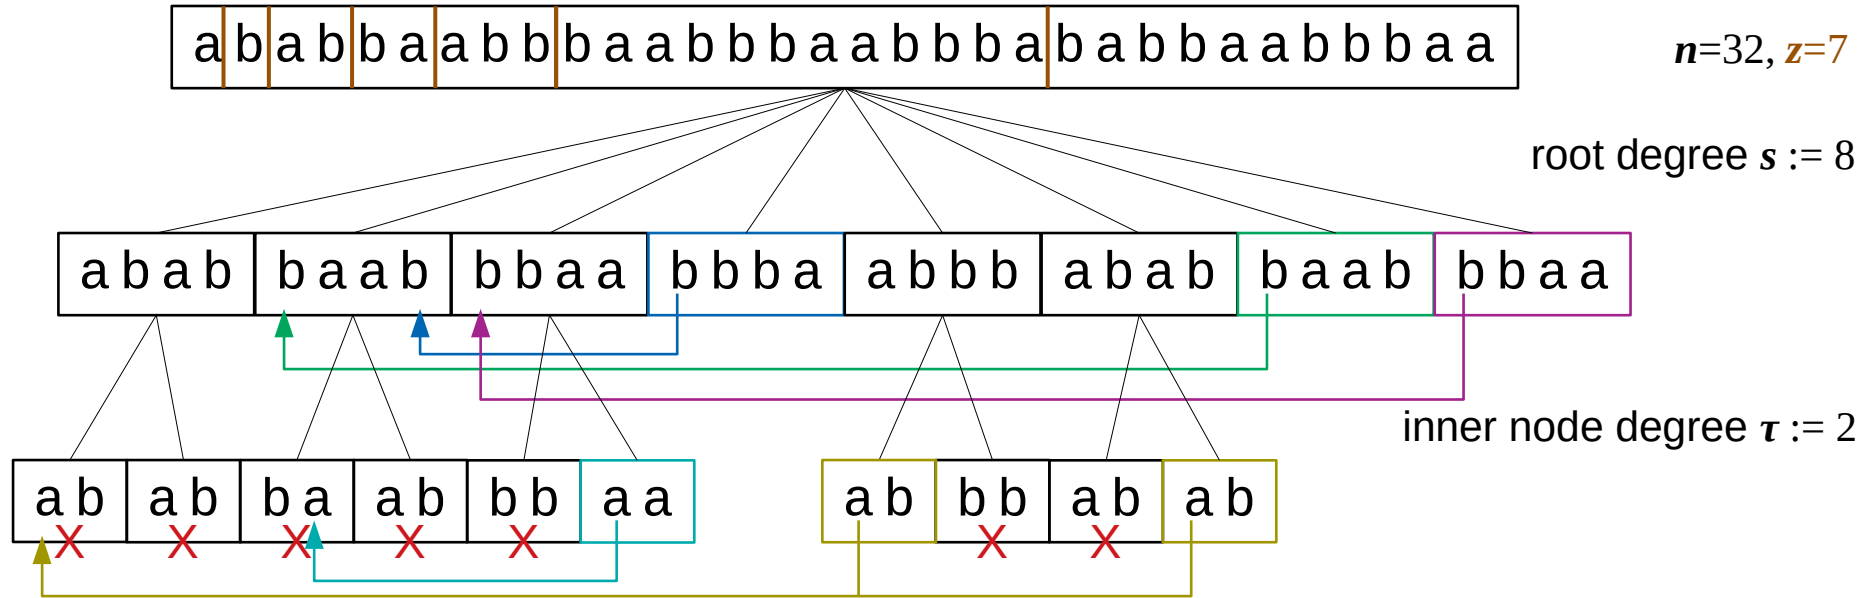 a b a b b a a b b b a a b b b a a b b b a b a b b a a b b b a a
n=32, z=7
root degree s := 8
a b a b b a a b b b a a b b b a a b b b a b a b b a a b b b a a
inner node degree τ := 2
a b a b b a a b b b a a a b b b a b a b
X X X X X X X